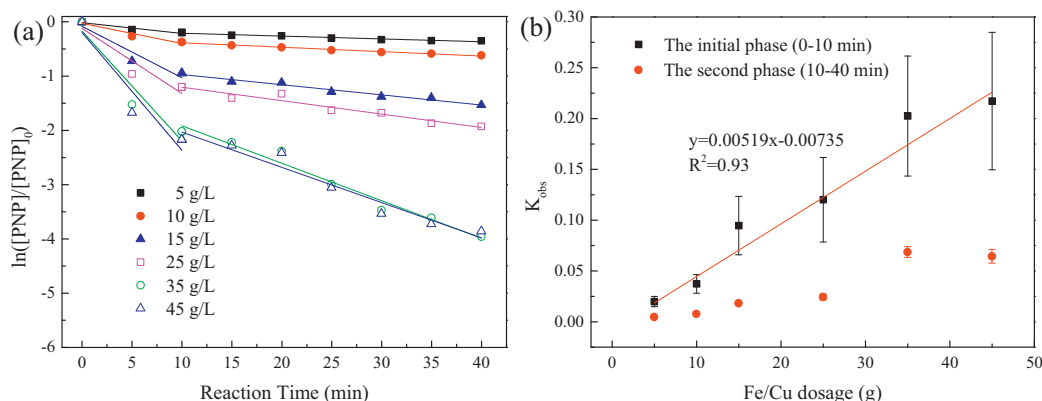 (a)
ln([PNP]/[PNP]0)
0
-1
-2
-3
-4
-5
-6
5 g/L
10 g/L
15 g/L
25 g/L
35 g/L
45 g/L
0 5 10 15 20 25 30 35 40
Reaction Time (min)
(b)
Kobs
0.25
0.20
0.15
0.10
0.05
0.00
The initial phase (0-10 min)
The second phase (10-40 min)
y=0.00519x-0.00735
R²=0.93
0 10 20 30 40 50
Fe/Cu dosage (g)